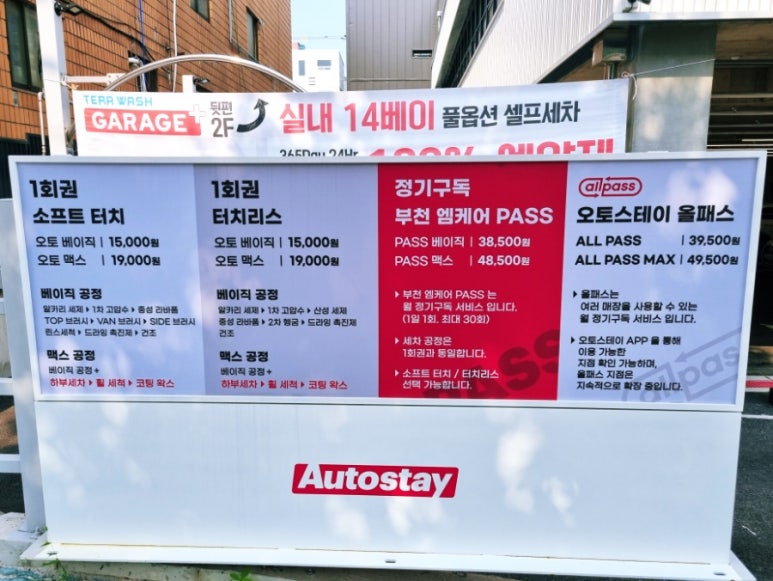 TERA WASH
GARAGE+
뒷편
2F
실내 14베이 풀옵션 셀프세차
365Day 24Hr
1회권
소프트 터치
오토 베이직 | 15,000원
오토 맥스 | 19,000원
베이직 공정
알카리 세제 ▸ 1차 고압수 ▸ 중성 라바폼
TOP 브러시 ▸ VAN 브러시 ▸ SIDE 브러시
린스세척 ▸ 드라잉 촉진제 ▸ 건조
맥스 공정
베이직 공정 +
하부세차 ▸ 휠 세척 ▸ 코팅 왁스
1회권
터치리스
오토 베이직 | 15,000원
오토 맥스 | 19,000원
베이직 공정
알카리 세제 ▸ 1차 고압수 ▸ 산성 세제
중성 라바폼 ▸ 2차 헹굼 ▸ 드라잉 촉진제
건조
맥스 공정
베이직 공정 +
하부세차 ▸ 휠 세척 ▸ 코팅 왁스
정기구독
부천 엠케어 PASS
PASS 베이직 | 38,500원
PASS 맥스 | 48,500원
▸ 부천 엠케어 PASS 는
월 정기구독 서비스 입니다.
(1일 1회, 최대 30회)
▸ 세차 공정은
1회권과 동일합니다.
▸ 소프트 터치 / 터치리스
선택 가능합니다.
PASS
allpass
오토스테이 올패스
ALL PASS | 39,500원
ALL PASS MAX | 49,500원
▸ 올패스는
여러 매장을 사용할 수 있는
월 정기구독 서비스 입니다.
▸ 오토스테이 APP 을 통해
이용 가능한
지점 확인 가능하며,
올패스 지점은
지속적으로 확장 중입니다.
allpass
Autostay